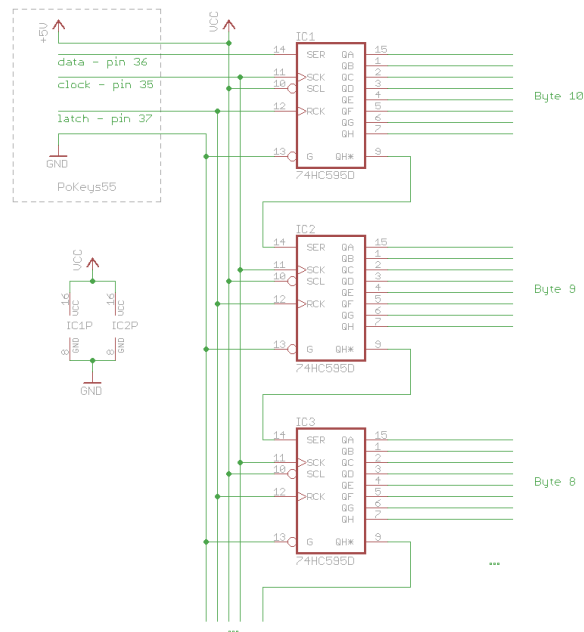 +5V
VCC
data - pin 36
clock - pin 35
latch - pin 37
GND
PoKeys55
IC1
14 SER QA 15
QB 1
11 SCK QC 2
10 SCL QD 3
QE 4
12 RCK QF 5
QG 6
QH 7
13 G QH* 9
74HC595D
Byte 10
IC2
14 SER QA 15
QB 1
11 SCK QC 2
10 SCL QD 3
QE 4
12 RCK QF 5
QG 6
QH 7
13 G QH* 9
74HC595D
Byte 9
VCC
16 VCC 16 VCC
IC1P IC2P
8 GND 8 GND
GND
IC3
14 SER QA 15
QB 1
11 SCK QC 2
10 SCL QD 3
QE 4
12 RCK QF 5
QG 6
QH 7
13 G QH* 9
74HC595D
Byte 8
...
...